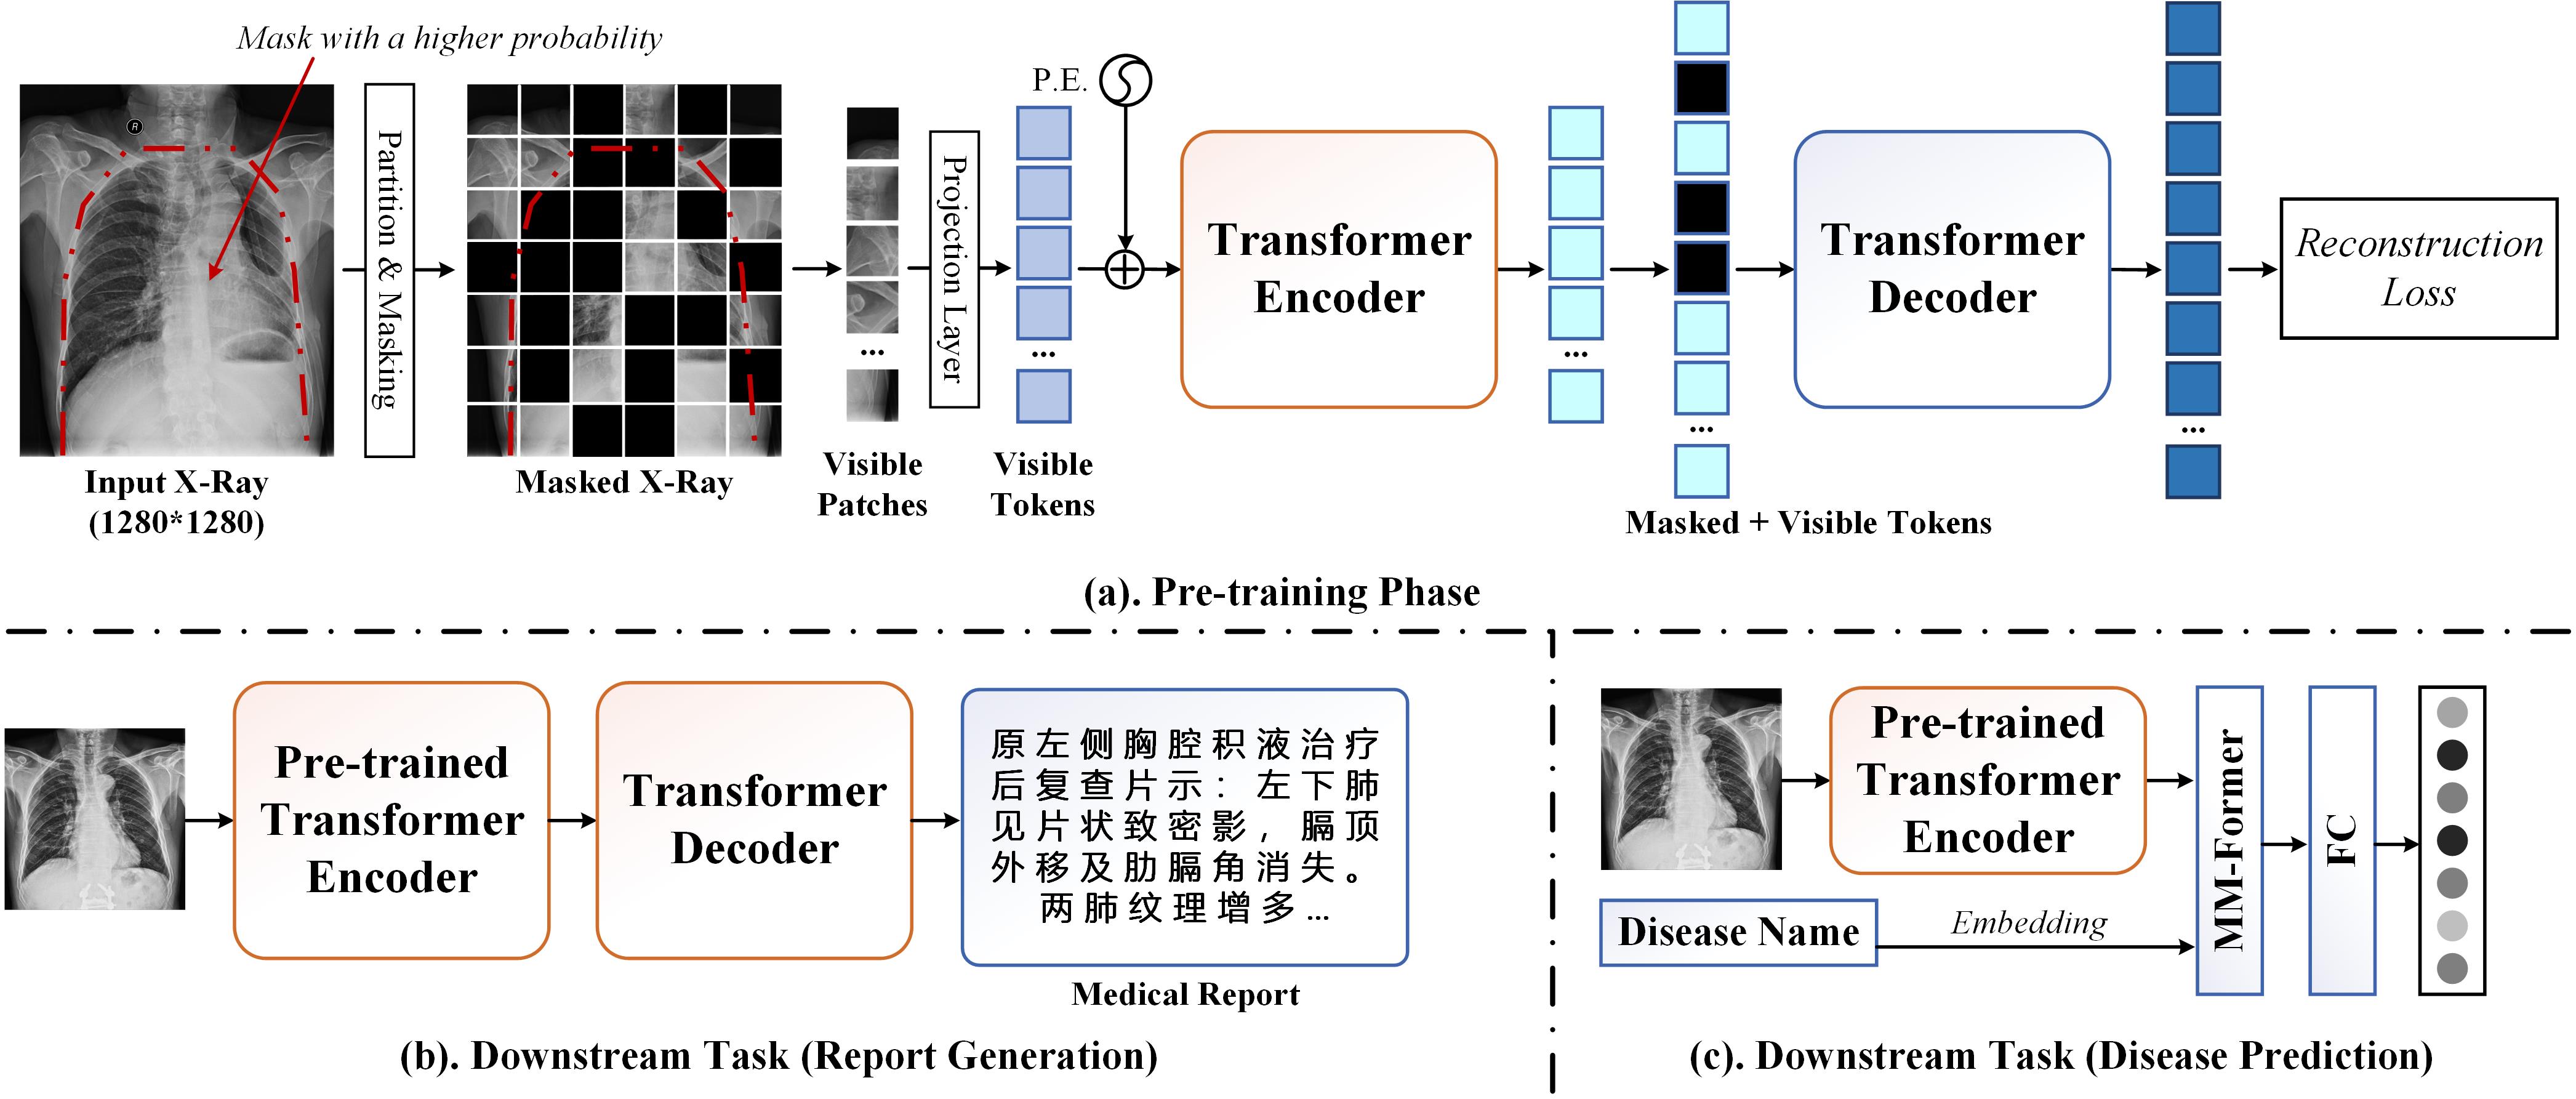 Mask with a higher probability
R
Partition & Masking
Input X-Ray
(1280*1280)
Masked X-Ray
...
Visible
Patches
Projection Layer
P.E.
...
Visible
Tokens
Transformer
Encoder
...
...
Masked + Visible Tokens
Transformer
Decoder
...
Reconstruction
Loss
(a). Pre-training Phase
Pre-trained
Transformer
Encoder
Transformer
Decoder
原左侧胸腔积液治疗
后复查片示：左下肺
见片状致密影，膈顶
外移及肋膈角消失。
两肺纹理增多...
Medical Report
(b). Downstream Task (Report Generation)
Pre-trained
Transformer
Encoder
Disease Name
Embedding
MM-Former
FC
(c). Downstream Task (Disease Prediction)